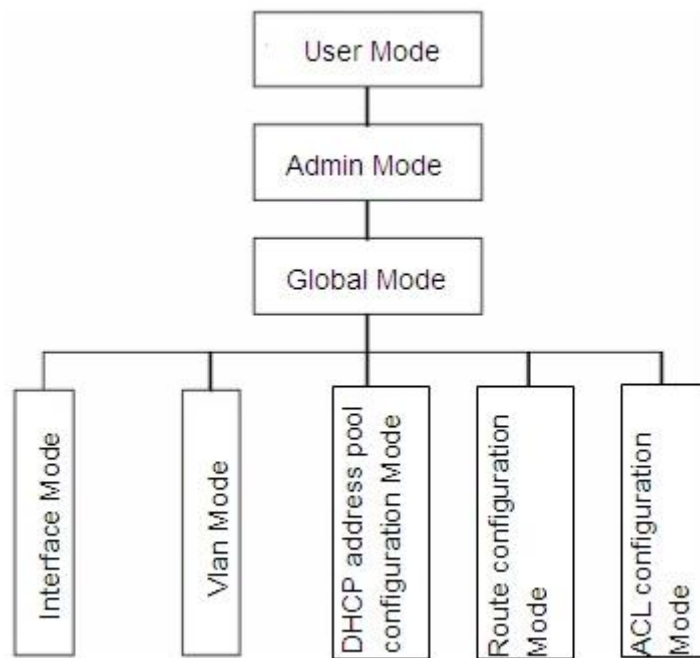 User Mode
Admin Mode
Global Mode
Interface Mode
Vlan Mode
DHCP address pool
configuration Mode
Route configuration
Mode
ACL configuration
Mode